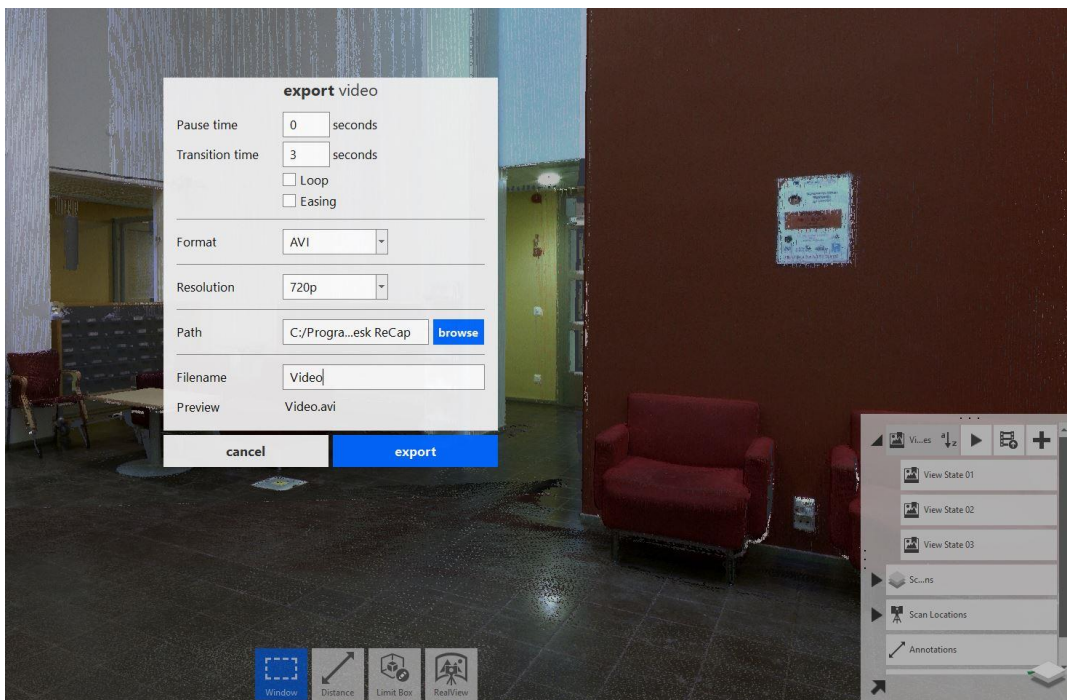 export video
Pause time 0 seconds
Transition time 3 seconds
Loop
Easing
Format AVI
Resolution 720p
Path C:/Progra...esk ReCap browse
Filename Video
Preview Video.avi
cancel export
Vi...es
View State 01
View State 02
View State 03
Sc...ns
Scan Locations
Annotations
Window Distance Limit Box RealView